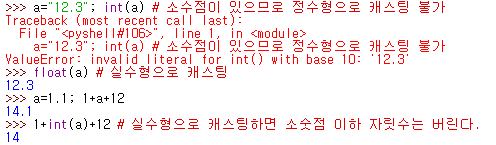 >>> a="12.3"; int(a) # 소수점이 있으므로 정수형으로 캐스팅 불가
Traceback (most recent call last):
  File "<pyshell#106>", line 1, in <module>
    a="12.3"; int(a) # 소수점이 있으므로 정수형으로 캐스팅 불가
ValueError: invalid literal for int() with base 10: '12.3'
>>> float(a) # 실수형으로 캐스팅
12.3
>>> a=1.1; 1+a+12
14.1
>>> 1+int(a)+12 # 실수형으로 캐스팅하면 소숫점 이하 자릿수는 버린다.
14